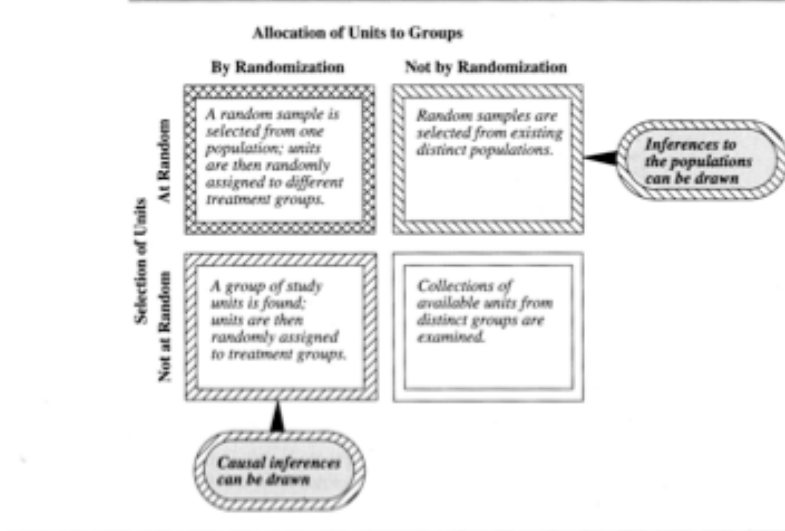 Allocation of Units to Groups
By Randomization
Not by Randomization
Selection of Units
At Random
A random sample is
selected from one
population; units
are then randomly
assigned to different
treatment groups.
Random samples are
selected from existing
distinct populations.
Inferences to
the populations
can be drawn
Not at Random
A group of study
units is found;
units are then
randomly assigned
to treatment groups.
Collections of
available units from
distinct groups are
examined.
Causal inferences
can be drawn